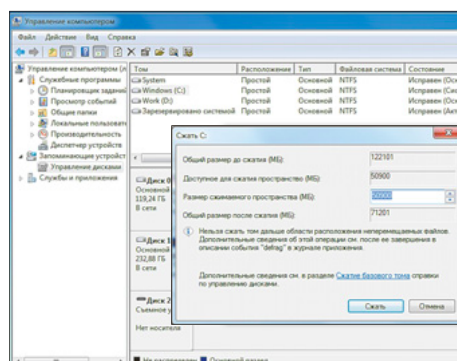 Управление компьютером
Файл Действие Вид Справка
Управление компьютером (л
Служебные программы
Планировщик заданий
Просмотр событий
Общие папки
Локальные пользоват
Производительность
Диспетчер устройств
Запоминающие устройст
Управление дисками
Службы и приложения
Том Расположение Тип Файловая система Состояние
System Простой Основной NTFS Исправен (Осн
Windows (C:) Простой Основной NTFS Исправен (Сис
Work (D:) Простой Основной NTFS Исправен (Осн
Зарезервировано системой Простой Основной NTFS Исправен (Акт
Диск 0
Основной
119,24 ГБ
В сети
Диск 1
Основной
232,88 ГБ
В сети
Диск 2
Съемное у
Нет носителя
Не распределен Основной раздел
Сжать C:
Общий размер до сжатия (МБ): 122101
Доступное для сжатия пространство (МБ): 50900
Размер сжимаемого пространства (МБ): 50900
Общий размер после сжатия (МБ): 71201
Нельзя сжать том дальше области расположения неперемещаемых файлов.
Дополнительные сведения об этой операции см. после ее завершения в
описании события "defrag" в журнале приложения.
Дополнительные сведения см. в разделе Сжатие базового тома справки
по управлению дисками.
Сжать Отмена